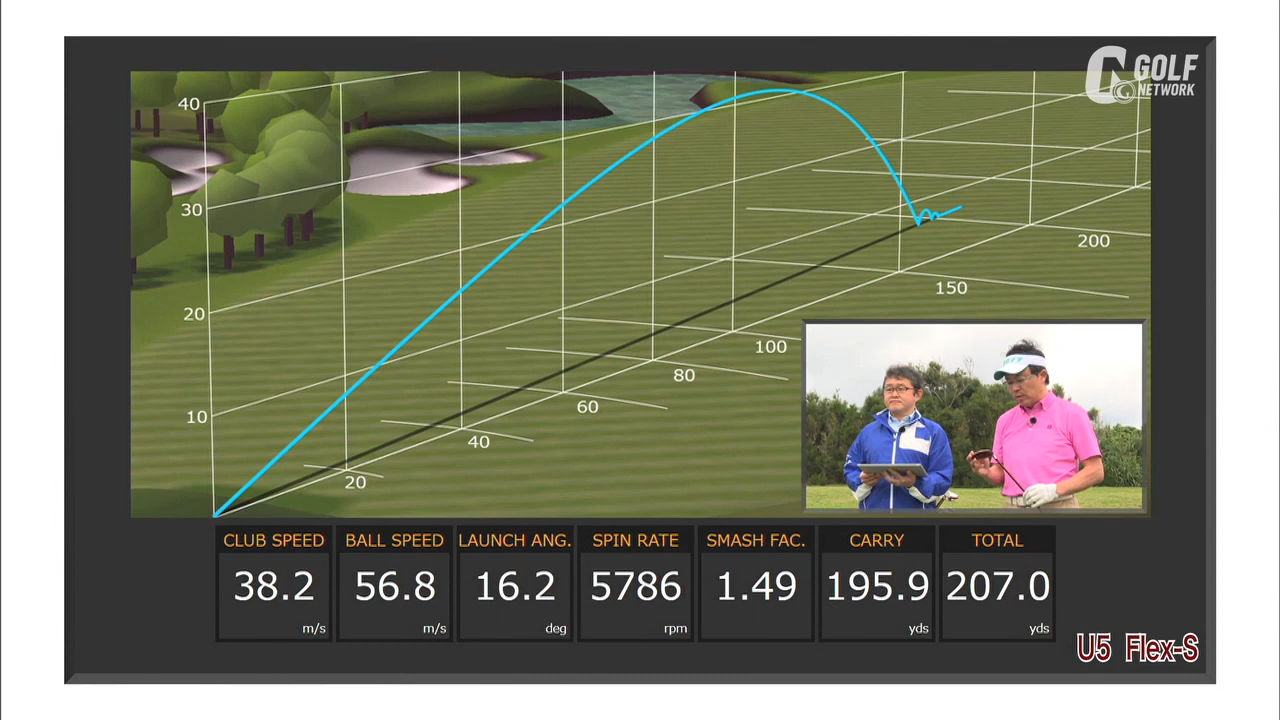 GOLF
NETWORK
40
30
20
10
20
40
60
80
100
150
200
CLUB SPEED
38.2
m/s
BALL SPEED
56.8
m/s
LAUNCH ANG.
16.2
deg
SPIN RATE
5786
rpm
SMASH FAC.
1.49
CARRY
195.9
yds
TOTAL
207.0
yds
U5 Flex-S